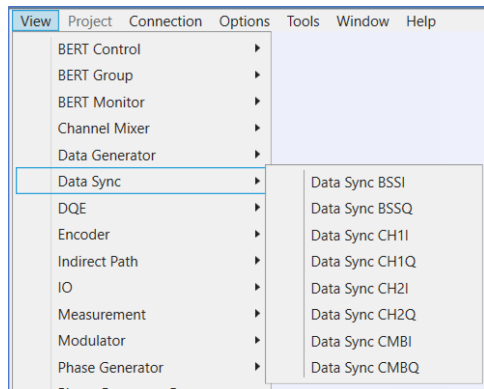 View Project Connection Options Tools Window Help
BERT Control
BERT Group
BERT Monitor
Channel Mixer
Data Generator
Data Sync
Data Sync BSSI
Data Sync BSSQ
Data Sync CH1I
Data Sync CH1Q
Data Sync CH2I
Data Sync CH2Q
Data Sync CMBI
Data Sync CMBQ
DQE
Encoder
Indirect Path
IO
Measurement
Modulator
Phase Generator